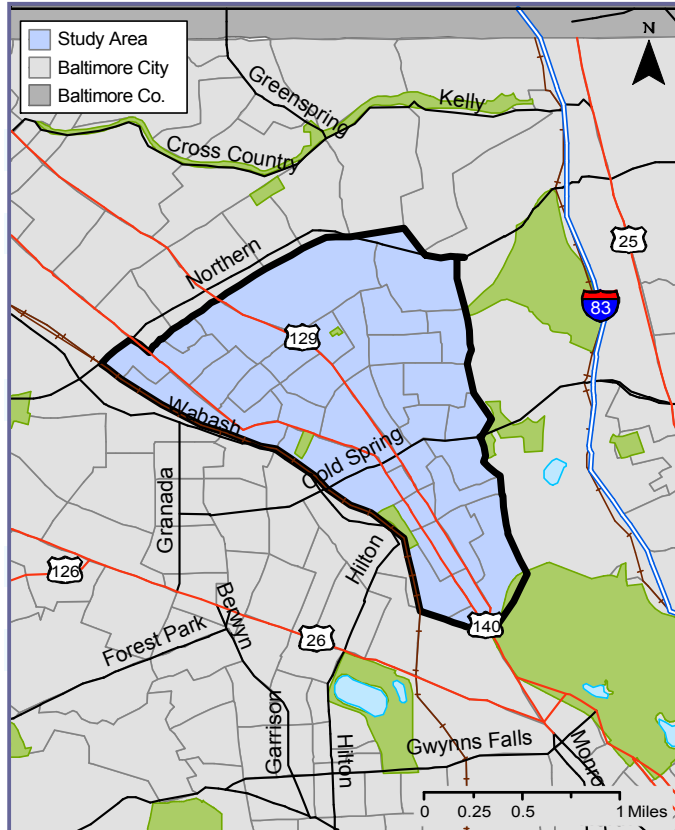 Study Area
Baltimore City
Baltimore Co.
N
Greenspring
Kelly
Cross Country
Northern
25
83
129
Wabash
Cold Spring
Granada
Hilton
126
Berwyn
26
Forest Park
140
Garrison
Hilton
Gwynns Falls
Monro
0 0.25 0.5 1 Miles